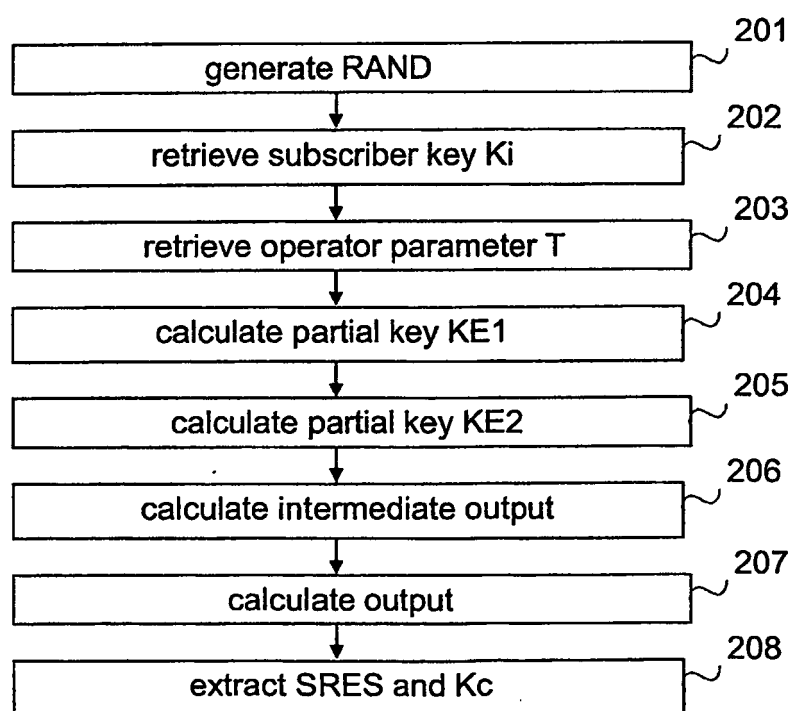 201
generate RAND
202
retrieve subscriber key Ki
203
retrieve operator parameter T
204
calculate partial key KE1
205
calculate partial key KE2
206
calculate intermediate output
207
calculate output
208
extract SRES and Kc